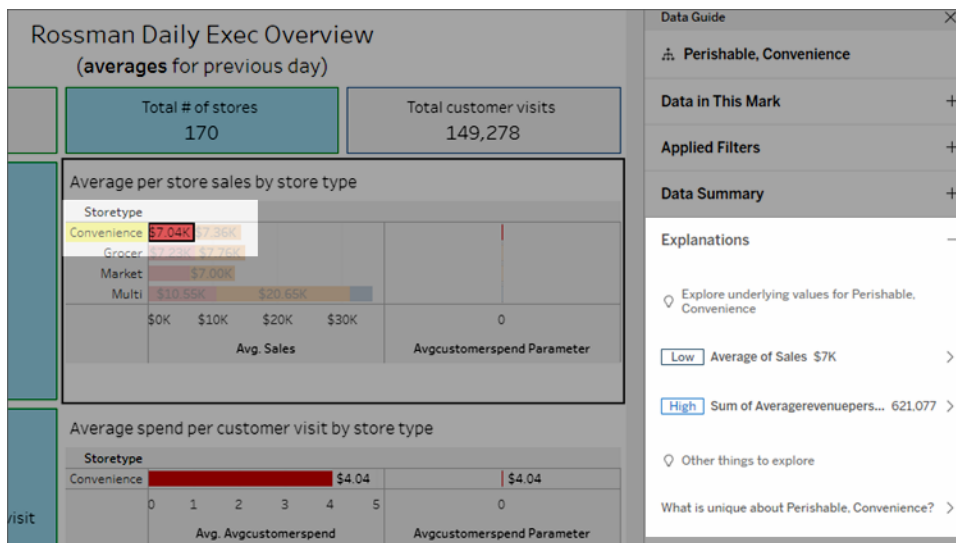 Rossman Daily Exec Overview
(averages for previous day)
Total # of stores
170
Total customer visits
149,278
Average per store sales by store type
Storetype
Convenience $7.04K $7.36K
Grocer $7.23K $7.76K
Market $7.00K
Multi $10.55K $20.65K
$0K $10K $20K $30K 0
Avg. Sales Avgcustomerspend Parameter
Average spend per customer visit by store type
Storetype
Convenience $4.04 $4.04
0 1 2 3 4 5 0
Avg. Avgcustomerspend Avgcustomerspend Parameter
visit
Data Guide
Perishable, Convenience
Data in This Mark
Applied Filters
Data Summary
Explanations
Explore underlying values for Perishable,
Convenience
Low Average of Sales $7K
High Sum of Averagerevenuepers... 621,077
Other things to explore
What is unique about Perishable, Convenience?